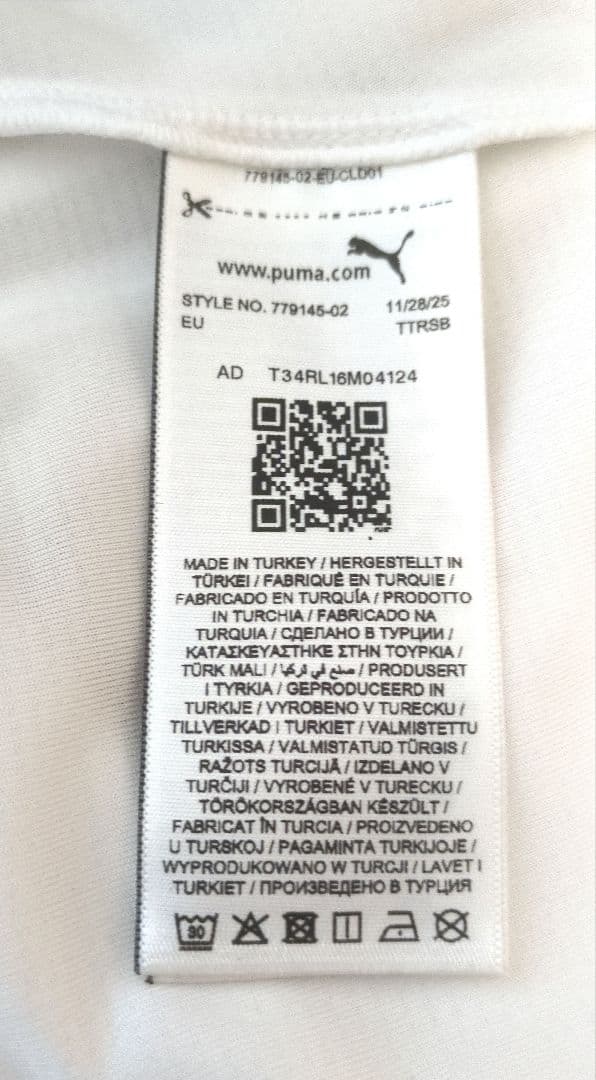 779145-02-EU-CLD01
www.puma.com
STYLE NO. 779145-02 11/28/25
EU TTRSB
AD T34RL16M04124
MADE IN TURKEY / HERGESTELLT IN
TÜRKEI / FABRIQUÉ EN TURQUIE /
FABRICADO EN TURQUÍA / PRODOTTO
IN TURCHIA / FABRICADO NA
TURQUIA / СДЕЛАНО В ТУРЦИИ /
ΚΑΤΑΣΚΕΥΑΣΤΗΚΕ ΣΤΗΝ ΤΟΥΡΚΙΑ /
TÜRK MALI / صنع في تركيا / PRODUSERT
I TYRKIA / GEPRODUCEERD IN
TURKIJE / VYROBENO V TURECKU /
TILLVERKAD I TURKIET / VALMISTETTU
TURKISSA / VALMISTATUD TÜRGIS /
RAŽOTS TURCIJĀ / IZDELANO V
TURČIJI / VYROBENÉ V TURECKU /
TÖRÖKORSZÁGBAN KÉSZÜLT /
FABRICAT ÎN TURCIA / PROIZVEDENO
U TURSKOJ / PAGAMINTA TURKIJOJE /
WYPRODUKOWANO W TURCJI / LAVET I
TURKIET / ПРОИЗВЕДЕНО В ТУРЦИЯ
30